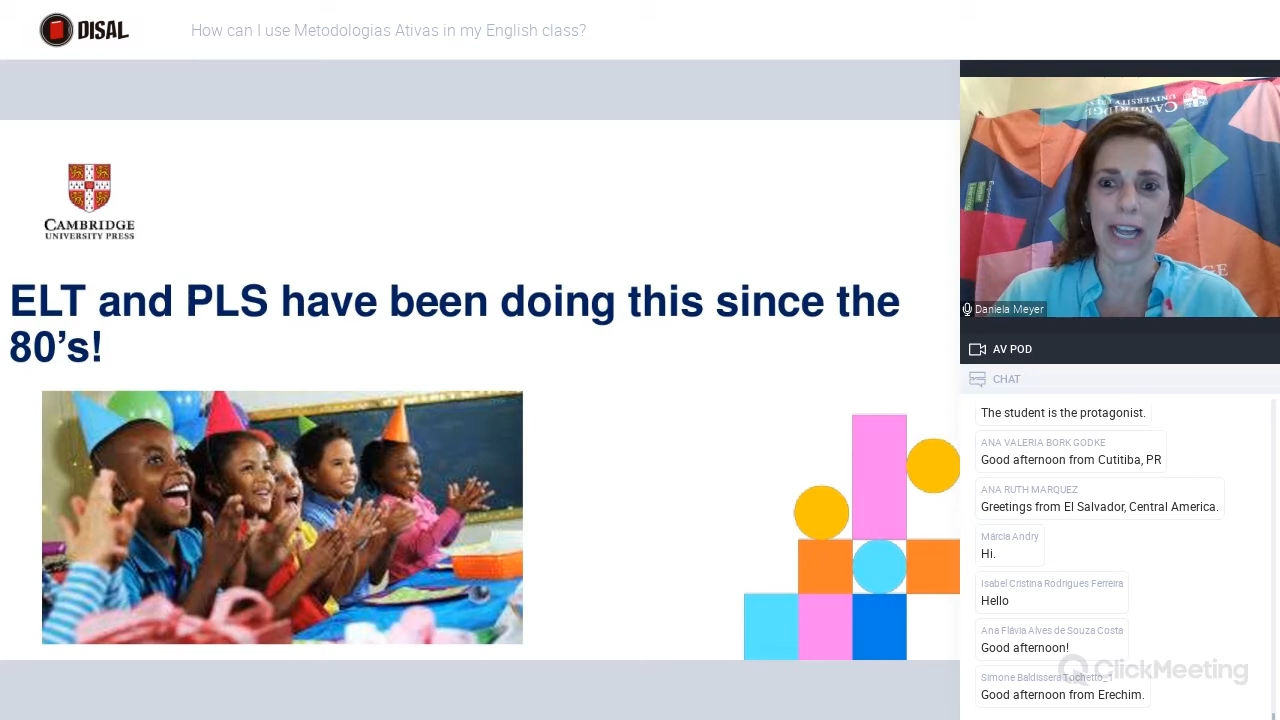 DISAL
How can I use Metodologias Ativas in my English class?
CAMBRIDGE
UNIVERSITY PRESS
ELT and PLS have been doing this since the
80's!
Daniela Meyer
AV POD
CHAT
The student is the protagonist.
ANA VALERIA BORK GODKE
Good afternoon from Cutitiba, PR
ANA RUTH MARQUEZ
Greetings from El Salvador, Central America.
Márcia Andry
Hi.
Isabel Cristina Rodrigues Ferreira
Hello
Ana Flávia Alves de Souza Costa
Good afternoon!
ClickMeeting
Simone Baldissera Tochetto_1
Good afternoon from Erechim.